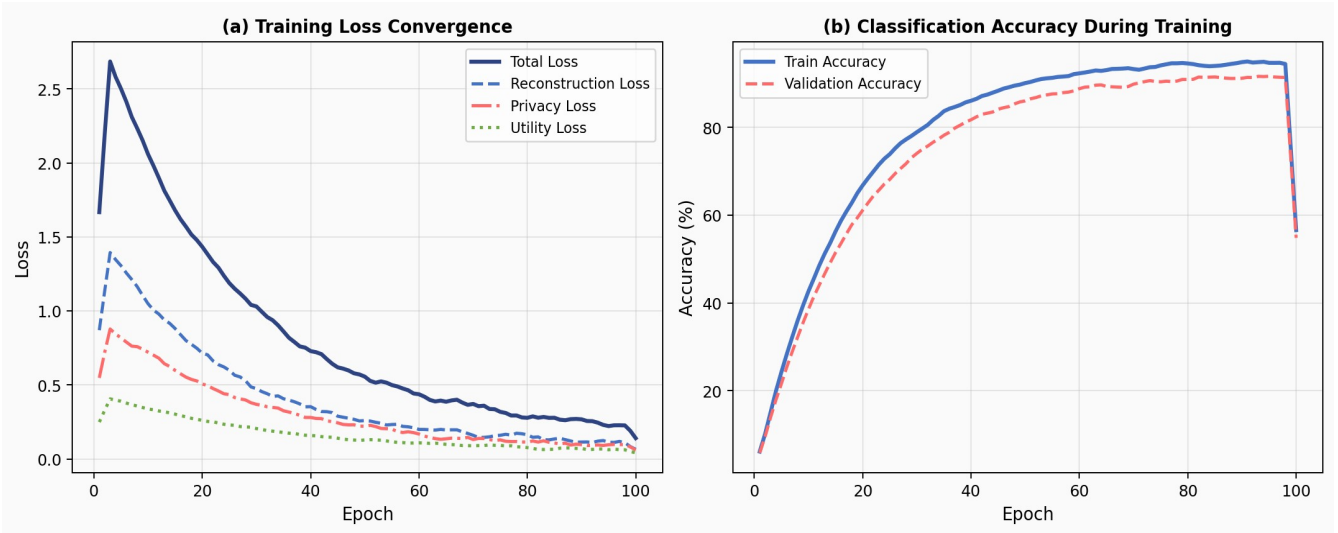 (a) Training Loss Convergence
Total Loss
Reconstruction Loss
Privacy Loss
Utility Loss
2.5
2.0
1.5
1.0
0.5
0.0
Loss
0 20 40 60 80 100
Epoch
(b) Classification Accuracy During Training
Train Accuracy
Validation Accuracy
80
60
40
20
Accuracy (%)
0 20 40 60 80 100
Epoch